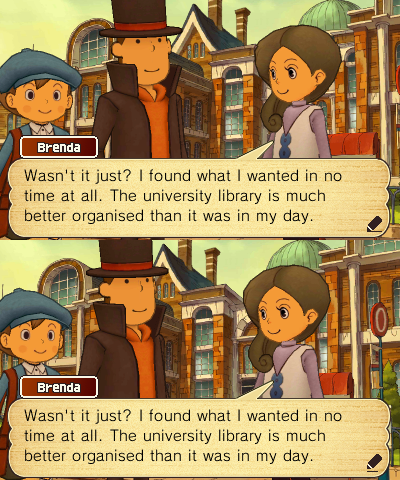 Brenda
Wasn't it just? I found what I wanted in no
time at all. The university library is much
better organised than it was in my day.
Brenda
Wasn't it just? I found what I wanted in no
time at all. The university library is much
better organised than it was in my day.